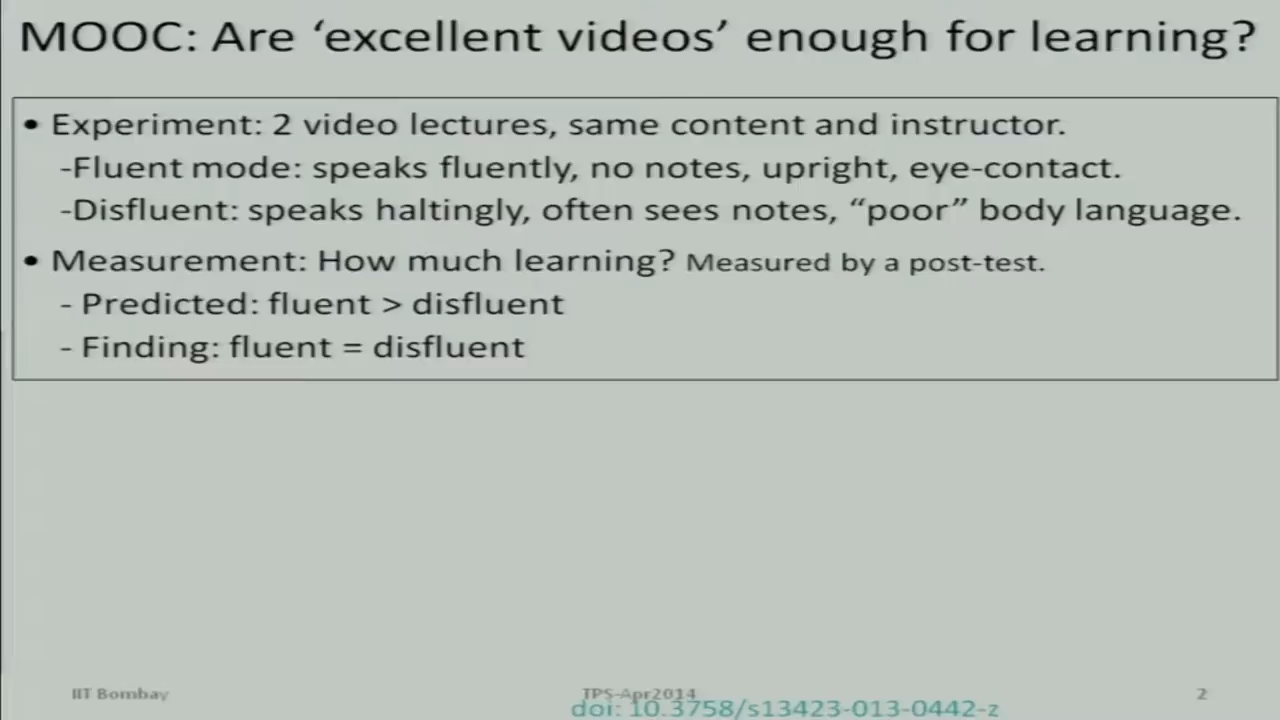 MOOC: Are ‘excellent videos’ enough for learning?
• Experiment: 2 video lectures, same content and instructor.
-Fluent mode: speaks fluently, no notes, upright, eye-contact.
-Disfluent: speaks haltingly, often sees notes, “poor” body language.
• Measurement: How much learning? Measured by a post-test.
- Predicted: fluent > disfluent
- Finding: fluent = disfluent
IIT Bombay TPS-Apr2014 2
doi: 10.3758/s13423-013-0442-z